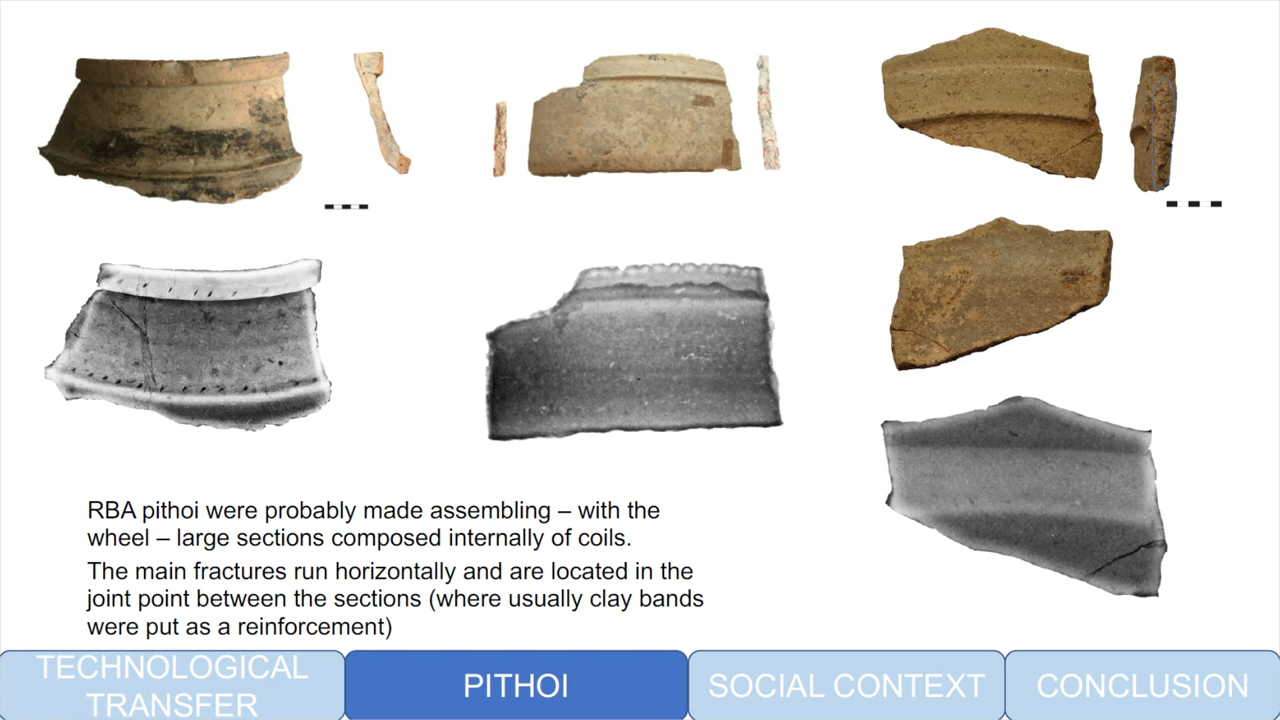 RBA pithoi were probably made assembling – with the
wheel – large sections composed internally of coils.
The main fractures run horizontally and are located in the
joint point between the sections (where usually clay bands
were put as a reinforcement)
TECHNOLOGICAL
TRANSFER
PITHOI
SOCIAL CONTEXT
CONCLUSION